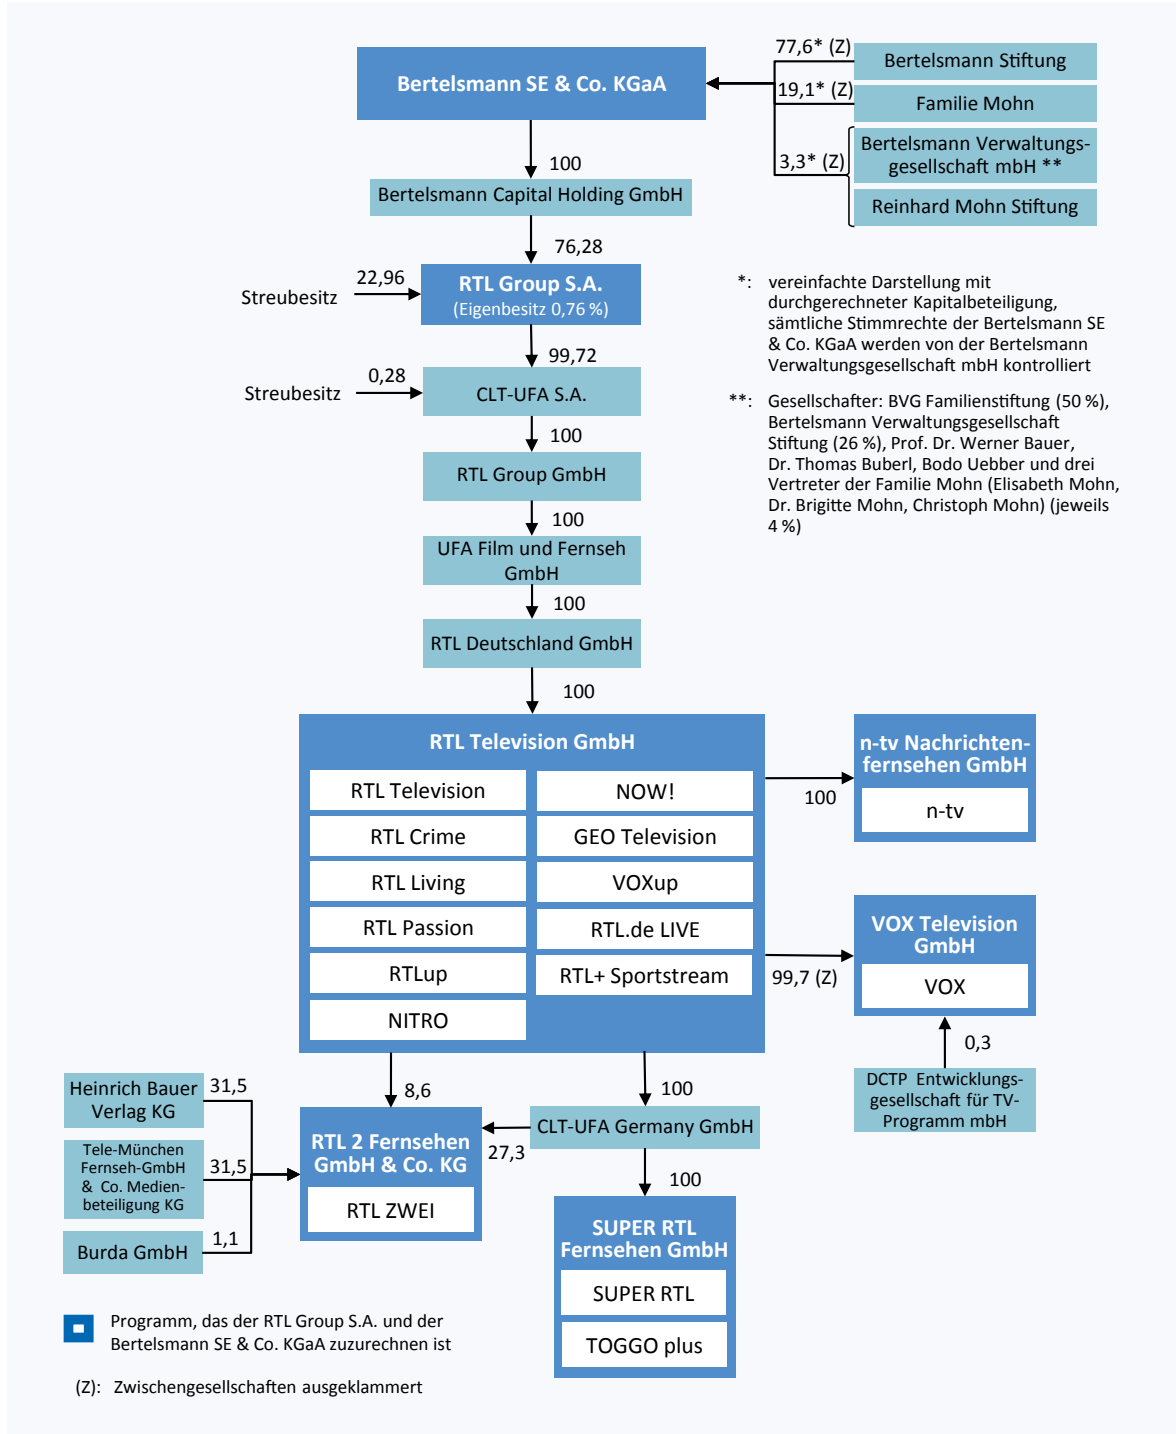 Bertelsmann SE & Co. KGaA
77,6* (Z)
Bertelsmann Stiftung
19,1* (Z)
Familie Mohn
3,3* (Z)
Bertelsmann Verwaltungs-
gesellschaft mbH **
Reinhard Mohn Stiftung
100
Bertelsmann Capital Holding GmbH
76,28
Streubesitz
22,96
RTL Group S.A.
(Eigenbesitz 0,76 %)
*: vereinfachte Darstellung mit
durchgerechneter Kapitalbeteiligung,
sämtliche Stimmrechte der Bertelsmann SE
& Co. KGaA werden von der Bertelsmann
Verwaltungsgesellschaft mbH kontrolliert
**: Gesellschafter: BVG Familienstiftung (50 %),
Bertelsmann Verwaltungsgesellschaft
Stiftung (26 %), Prof. Dr. Werner Bauer,
Dr. Thomas Buberl, Bodo Uebber und drei
Vertreter der Familie Mohn (Elisabeth Mohn,
Dr. Brigitte Mohn, Christoph Mohn) (jeweils
4 %)
99,72
Streubesitz
0,28
CLT-UFA S.A.
100
RTL Group GmbH
100
UFA Film und Fernseh
GmbH
100
RTL Deutschland GmbH
100
RTL Television GmbH
RTL Television
RTL Crime
RTL Living
RTL Passion
RTLup
NITRO
NOW!
GEO Television
VOXup
RTL.de LIVE
RTL+ Sportstream
100
n-tv Nachrichten-
fernsehen GmbH
n-tv
99,7 (Z)
VOX Television
GmbH
VOX
0,3
DCTP Entwicklungs-
gesellschaft für TV-
Programm mbH
8,6
100
CLT-UFA Germany GmbH
27,3
Heinrich Bauer
Verlag KG
31,5
Tele-München
Fernseh-GmbH
& Co. Medien-
beteiligung KG
31,5
Burda GmbH
1,1
RTL 2 Fernsehen
GmbH & Co. KG
RTL ZWEI
100
SUPER RTL
Fernsehen GmbH
SUPER RTL
TOGGO plus
Programm, das der RTL Group S.A. und der
Bertelsmann SE & Co. KGaA zuzurechnen ist
(Z): Zwischengesellschaften ausgeklammert